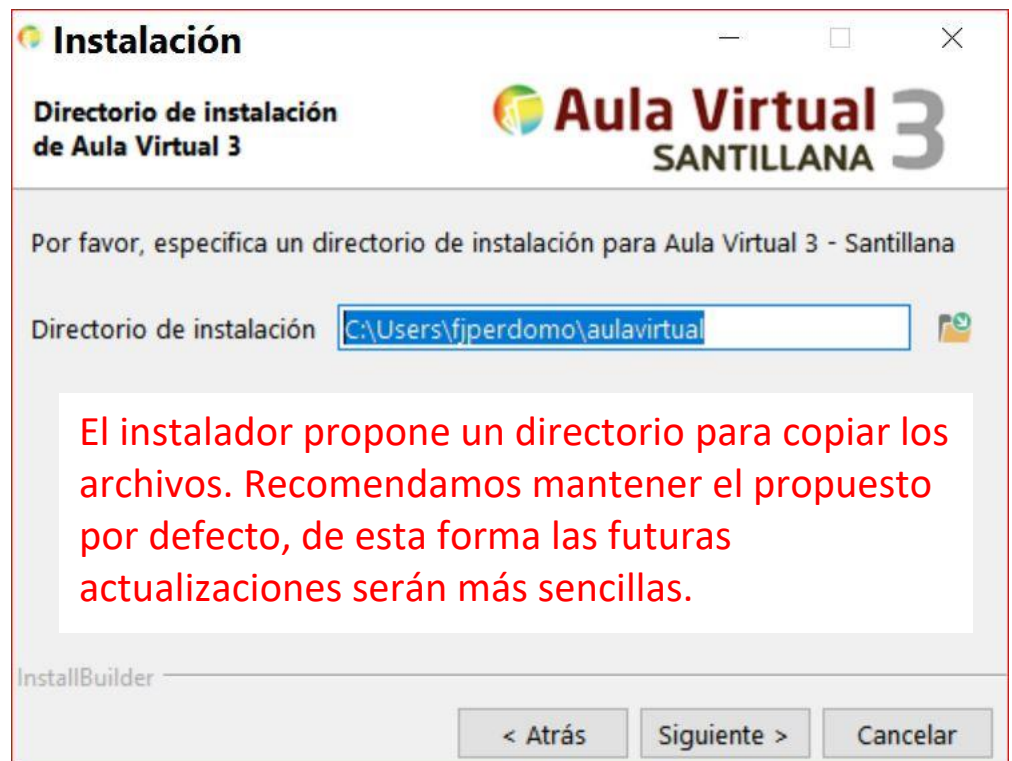 Instalación
Directorio de instalación
de Aula Virtual 3
Aula Virtual 3
SANTILLANA
Por favor, especifica un directorio de instalación para Aula Virtual 3 - Santillana
Directorio de instalación C:\Users\fjperdomo\aulavirtual
El instalador propone un directorio para copiar los
archivos. Recomendamos mantener el propuesto
por defecto, de esta forma las futuras
actualizaciones serán más sencillas.
InstallBuilder
< Atrás Siguiente > Cancelar